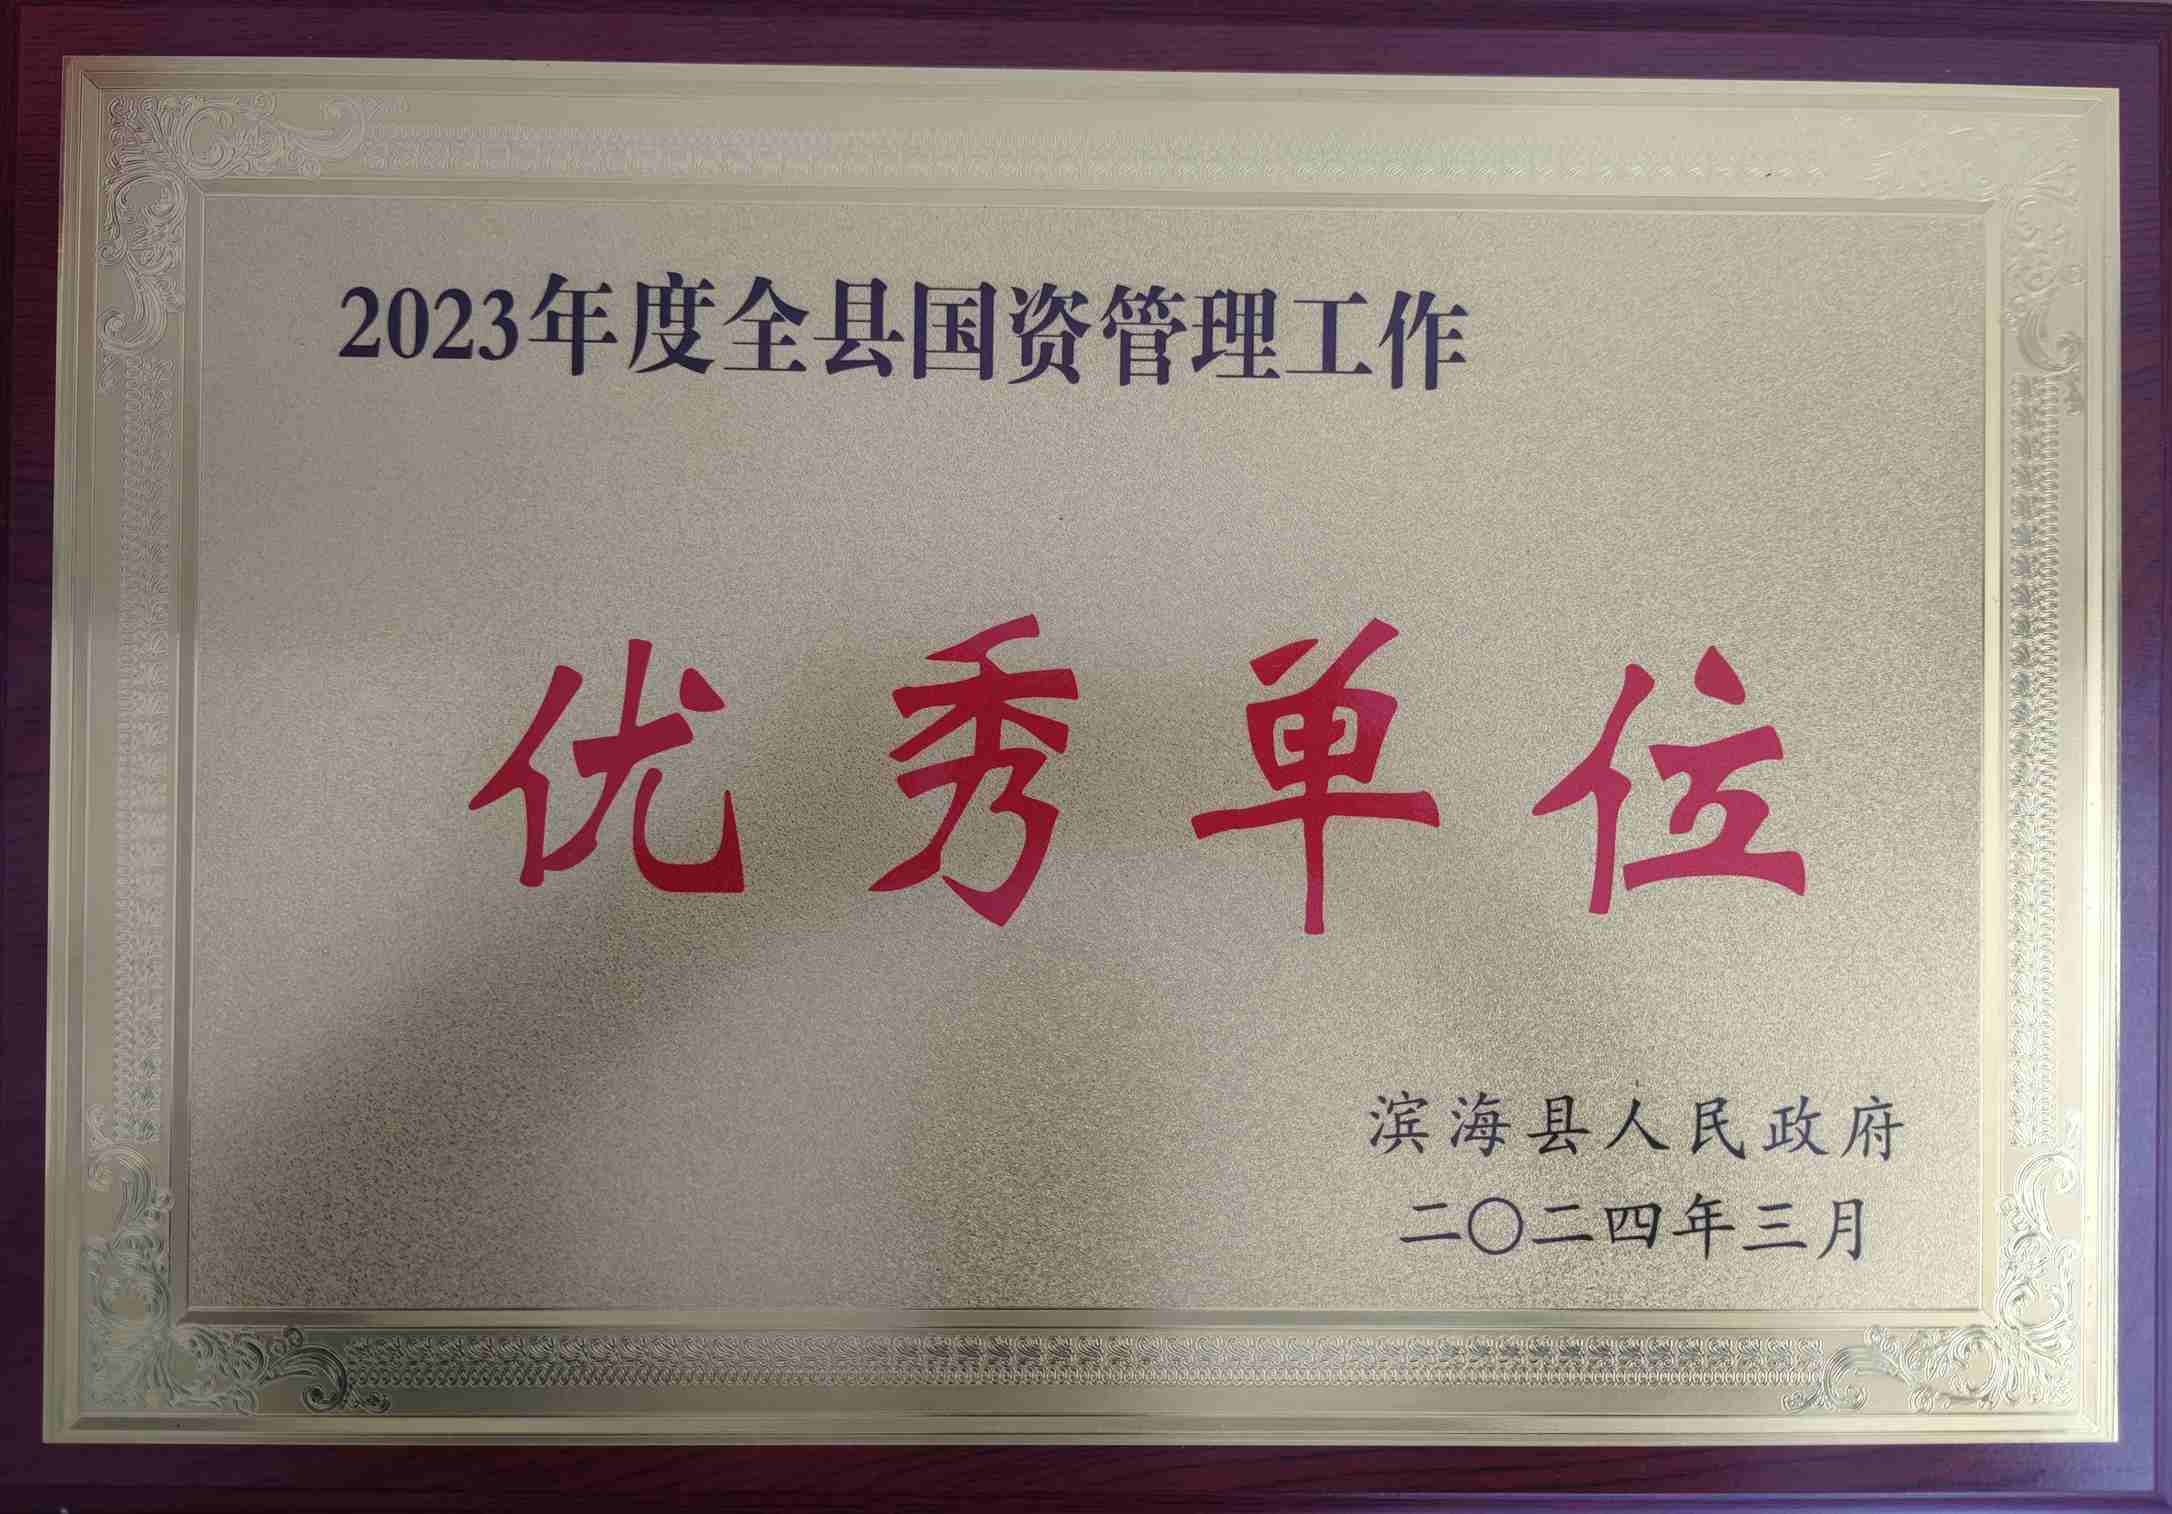 2023年度全县国资管理工作
优秀单位
滨海县人民政府
二〇二四年三月